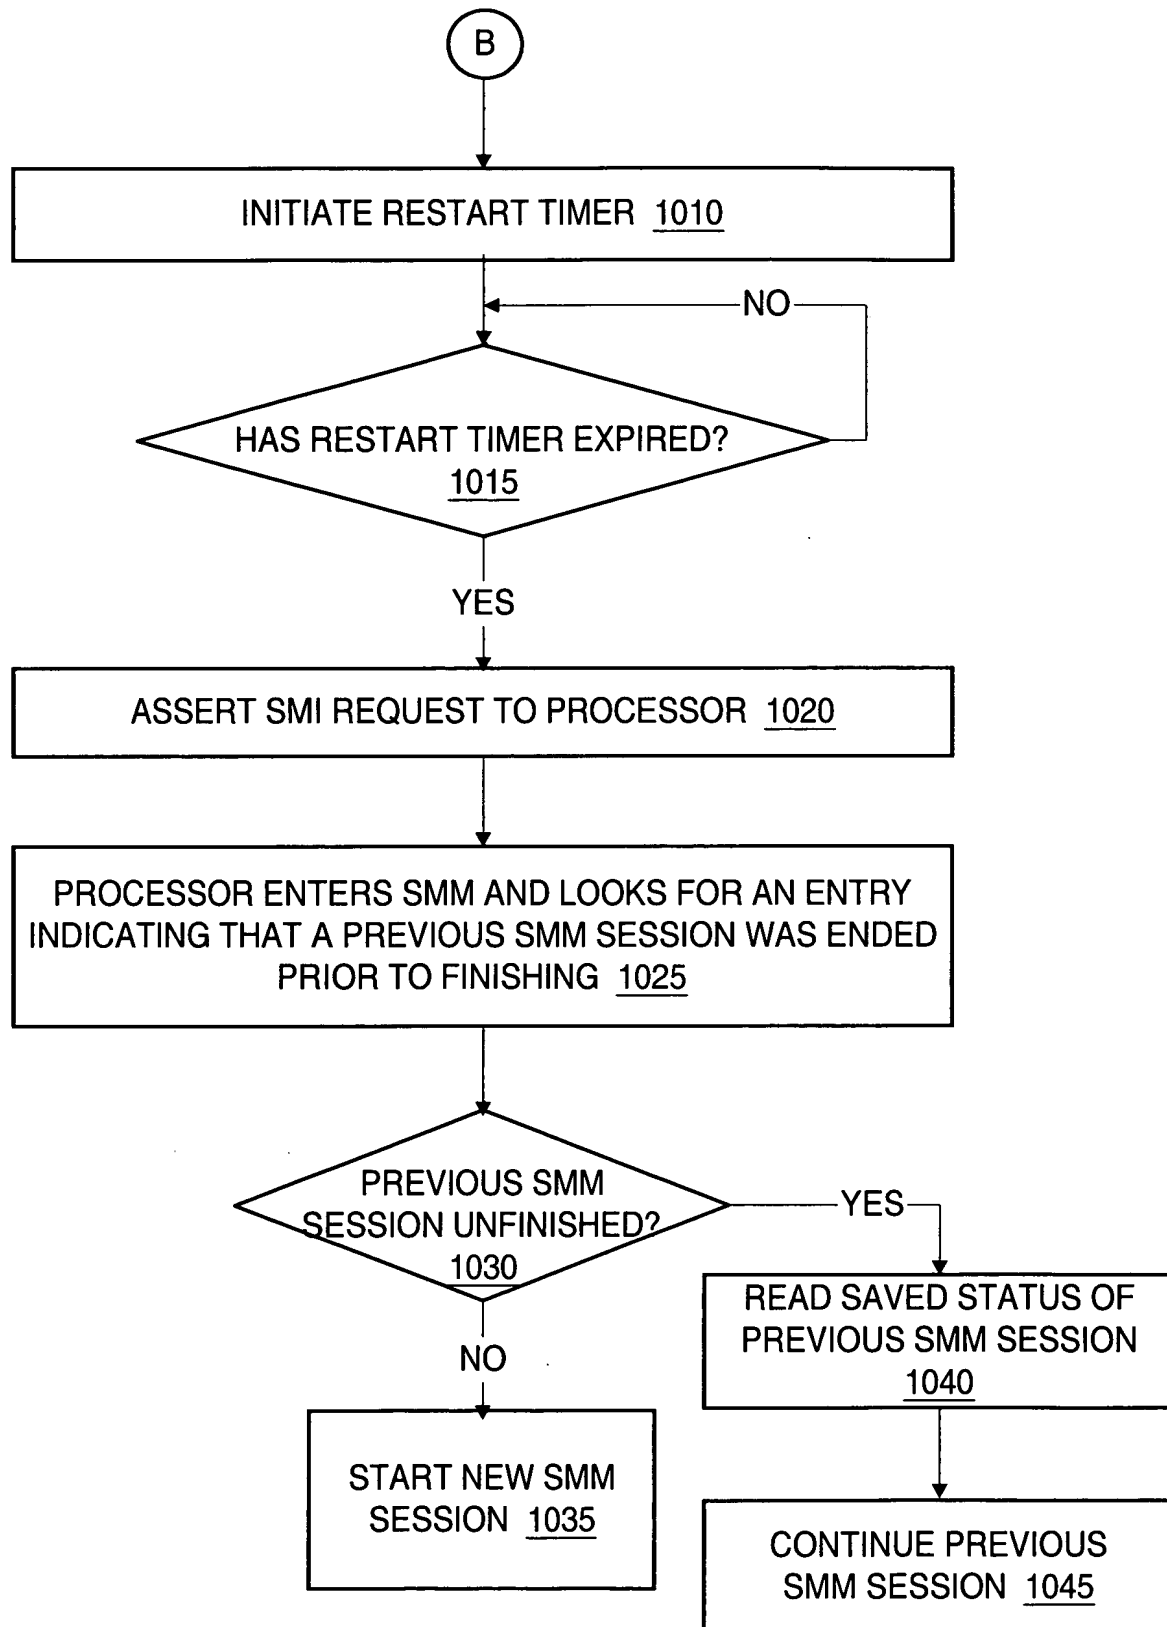 B
INITIATE RESTART TIMER 1010
NO
HAS RESTART TIMER EXPIRED?
1015
YES
ASSERT SMI REQUEST TO PROCESSOR 1020
PROCESSOR ENTERS SMM AND LOOKS FOR AN ENTRY
INDICATING THAT A PREVIOUS SMM SESSION WAS ENDED
PRIOR TO FINISHING 1025
PREVIOUS SMM
SESSION UNFINISHED?
1030
YES
READ SAVED STATUS OF
PREVIOUS SMM SESSION
1040
NO
START NEW SMM
SESSION 1035
CONTINUE PREVIOUS
SMM SESSION 1045